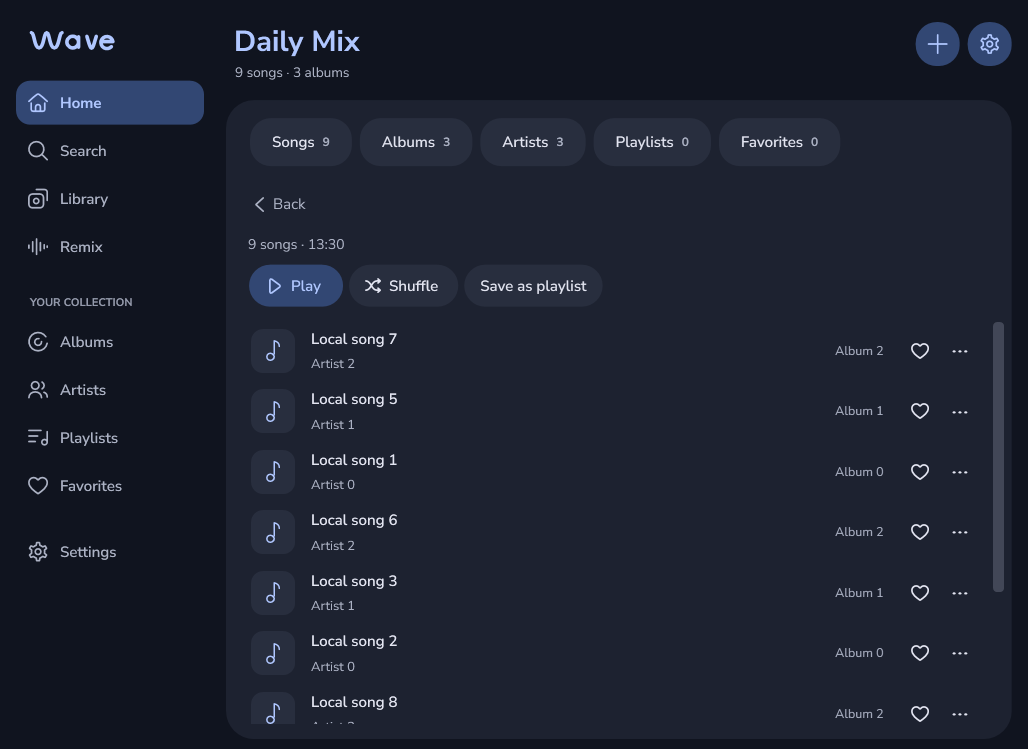 Wave
Daily Mix
9 songs · 3 albums
Home
Search
Library
Remix
YOUR COLLECTION
Albums
Artists
Playlists
Favorites
Settings
Songs 9
Albums 3
Artists 3
Playlists 0
Favorites 0
Back
9 songs · 13:30
Play
Shuffle
Save as playlist
Local song 7
Artist 2
Album 2
Local song 5
Artist 1
Album 1
Local song 1
Artist 0
Album 0
Local song 6
Artist 2
Album 2
Local song 3
Artist 1
Album 1
Local song 2
Artist 0
Album 0
Local song 8
Album 2